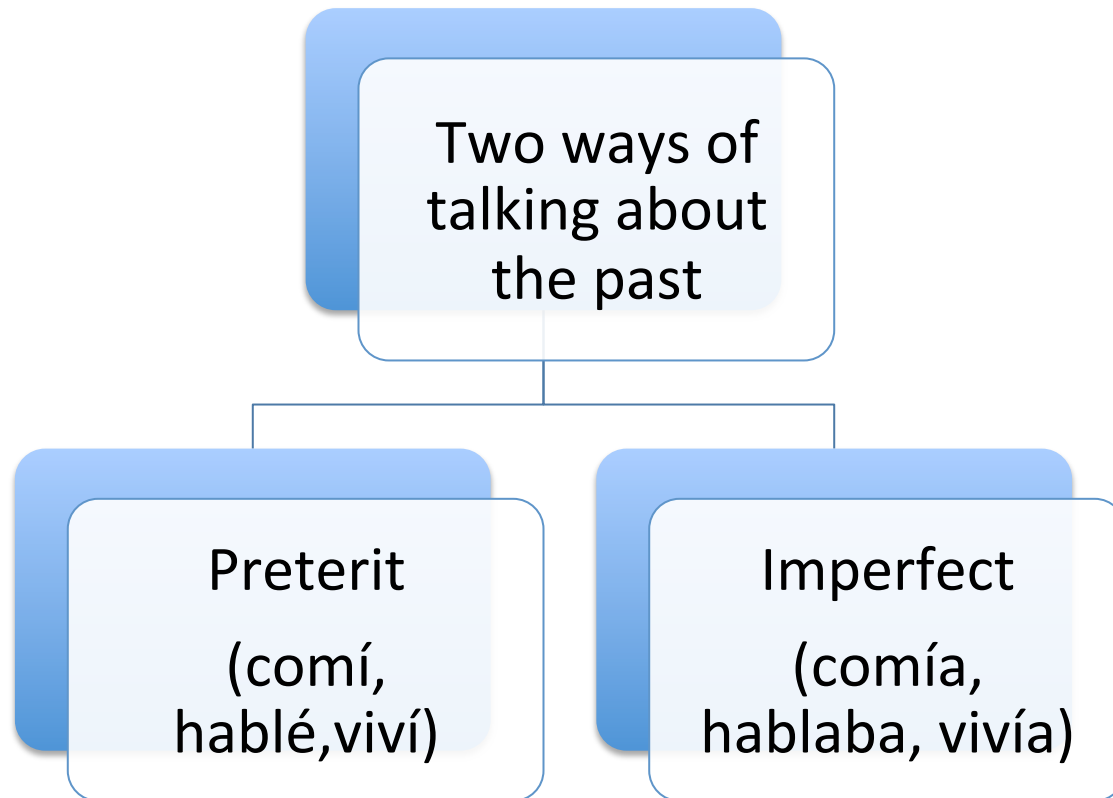 Two ways of
talking about
the past
Preterit
(comí,
hablé,viví)
Imperfect
(comía,
hablaba, vivía)